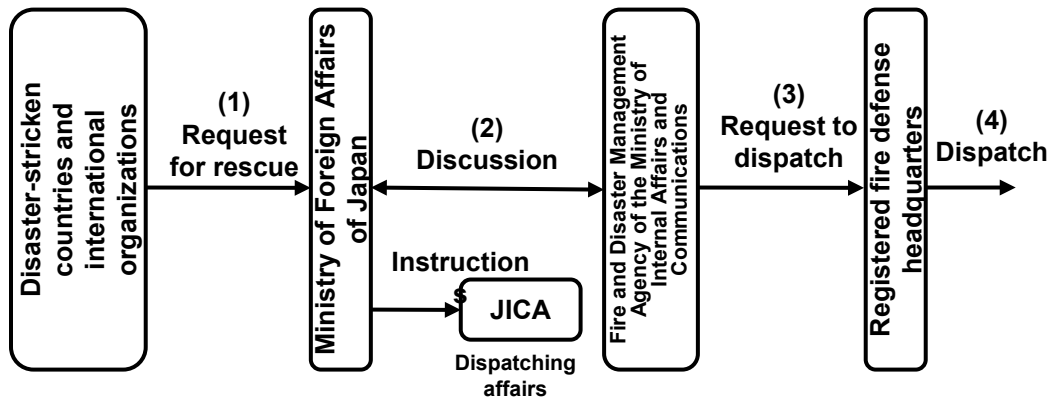 Disaster-stricken
countries and
international
organizations
(1)
Request
for rescue
Ministry of Foreign Affairs
of Japan
(2)
Discussion
Instruction
s
JICA
Dispatching
affairs
Fire and Disaster Management
Agency of the Ministry of
Internal Affairs and
Communications
(3)
Request to
dispatch
Registered fire defense
headquarters
(4)
Dispatch